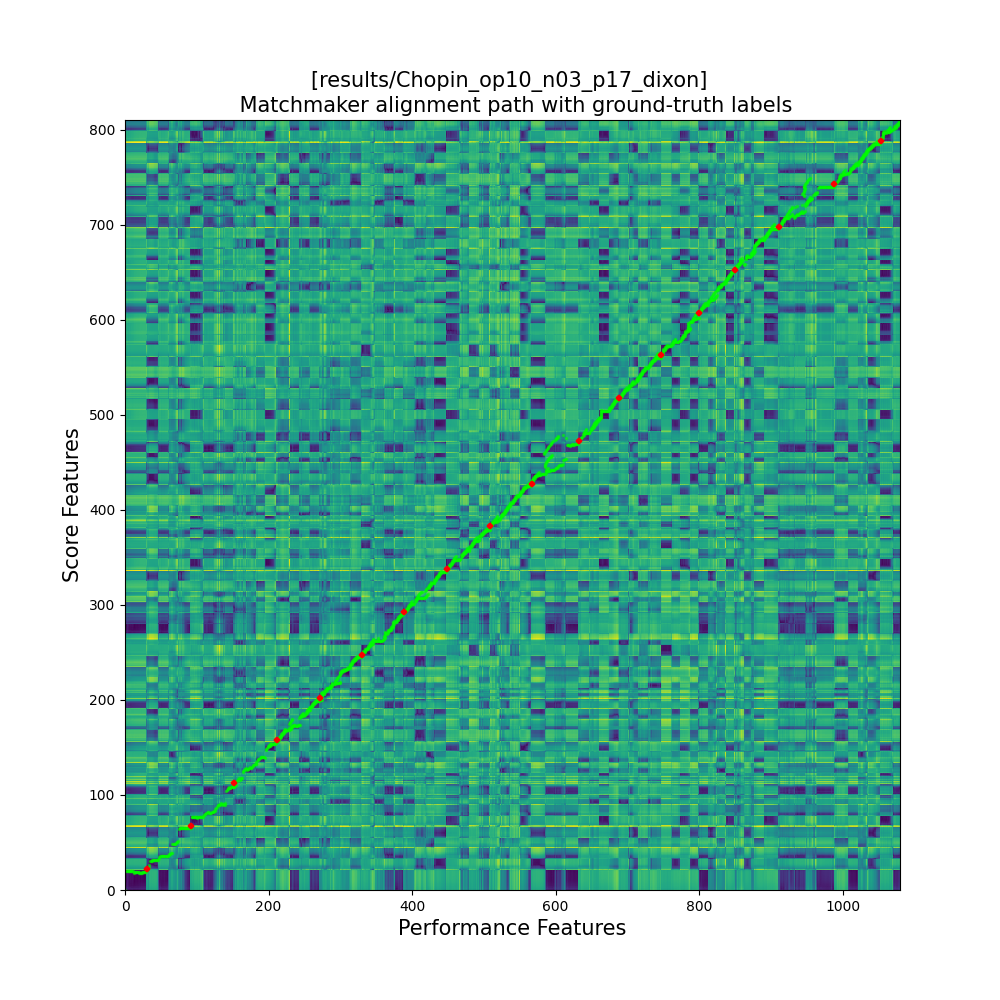 [results/Chopin_op10_n03_p17_dixon]
Matchmaker alignment path with ground-truth labels
800
700
600
500
400
300
200
100
0
Score Features
0 200 400 600 800 1000
Performance Features